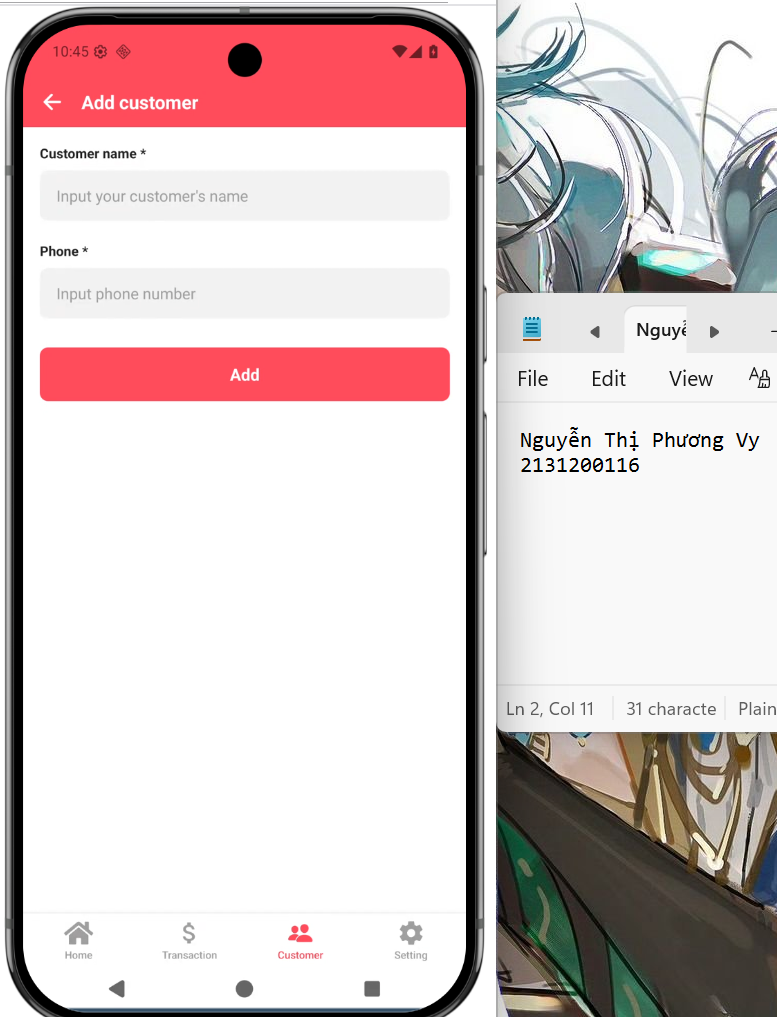 10:45
Add customer
Customer name *
Input your customer's name
Phone *
Input phone number
Add
Home
Transaction
Customer
Setting
File Edit View
Nguyễn Thị Phương Vy
2131200116
Ln 2, Col 11
31 characte
Plain